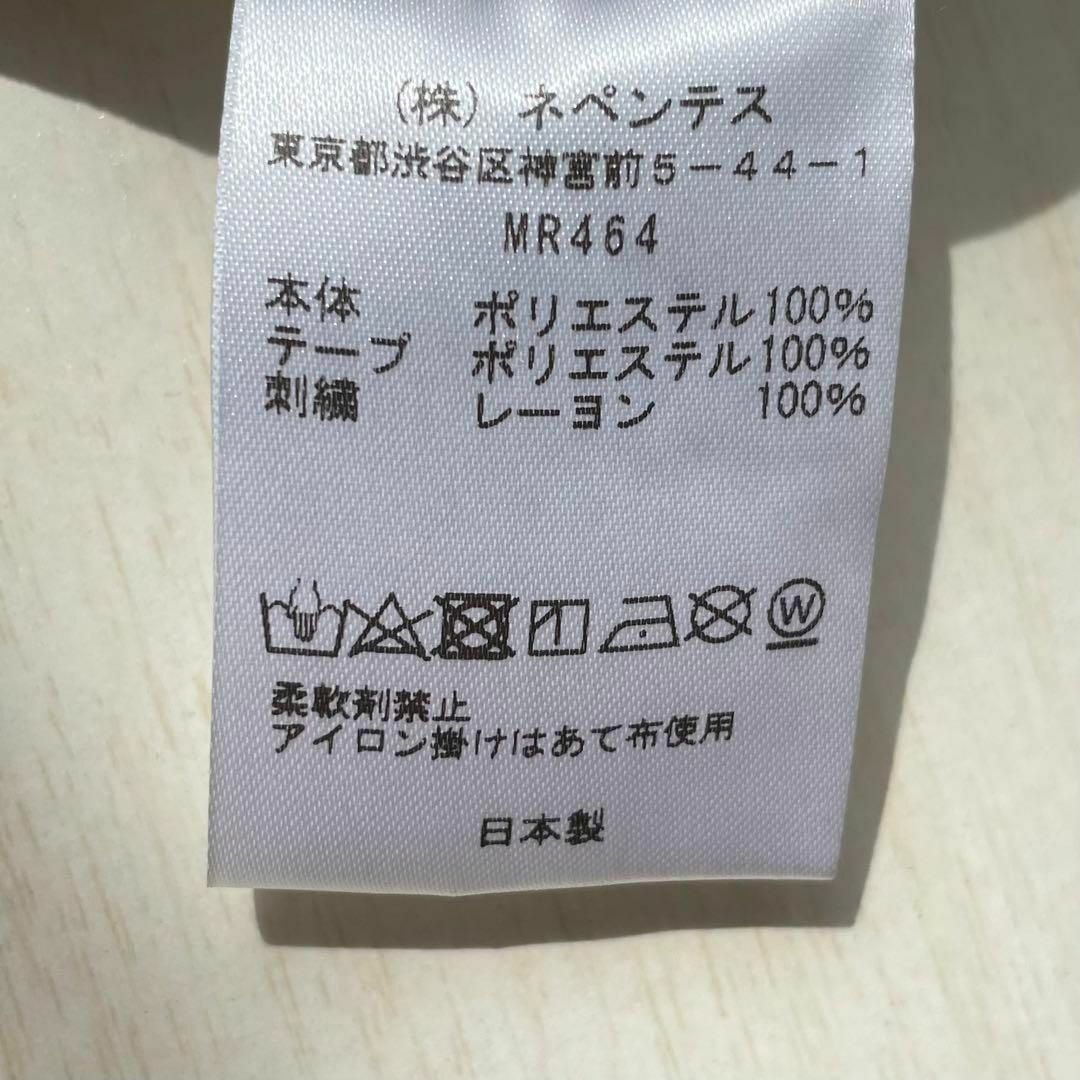 (株) ネペンテス
東京都渋谷区神宮前5-44-1
MR464
本体 ポリエステル100%
テープ ポリエステル100%
刺繍 レーヨン 100%
W
柔軟剤禁止
アイロン掛けはあて布使用
日本製